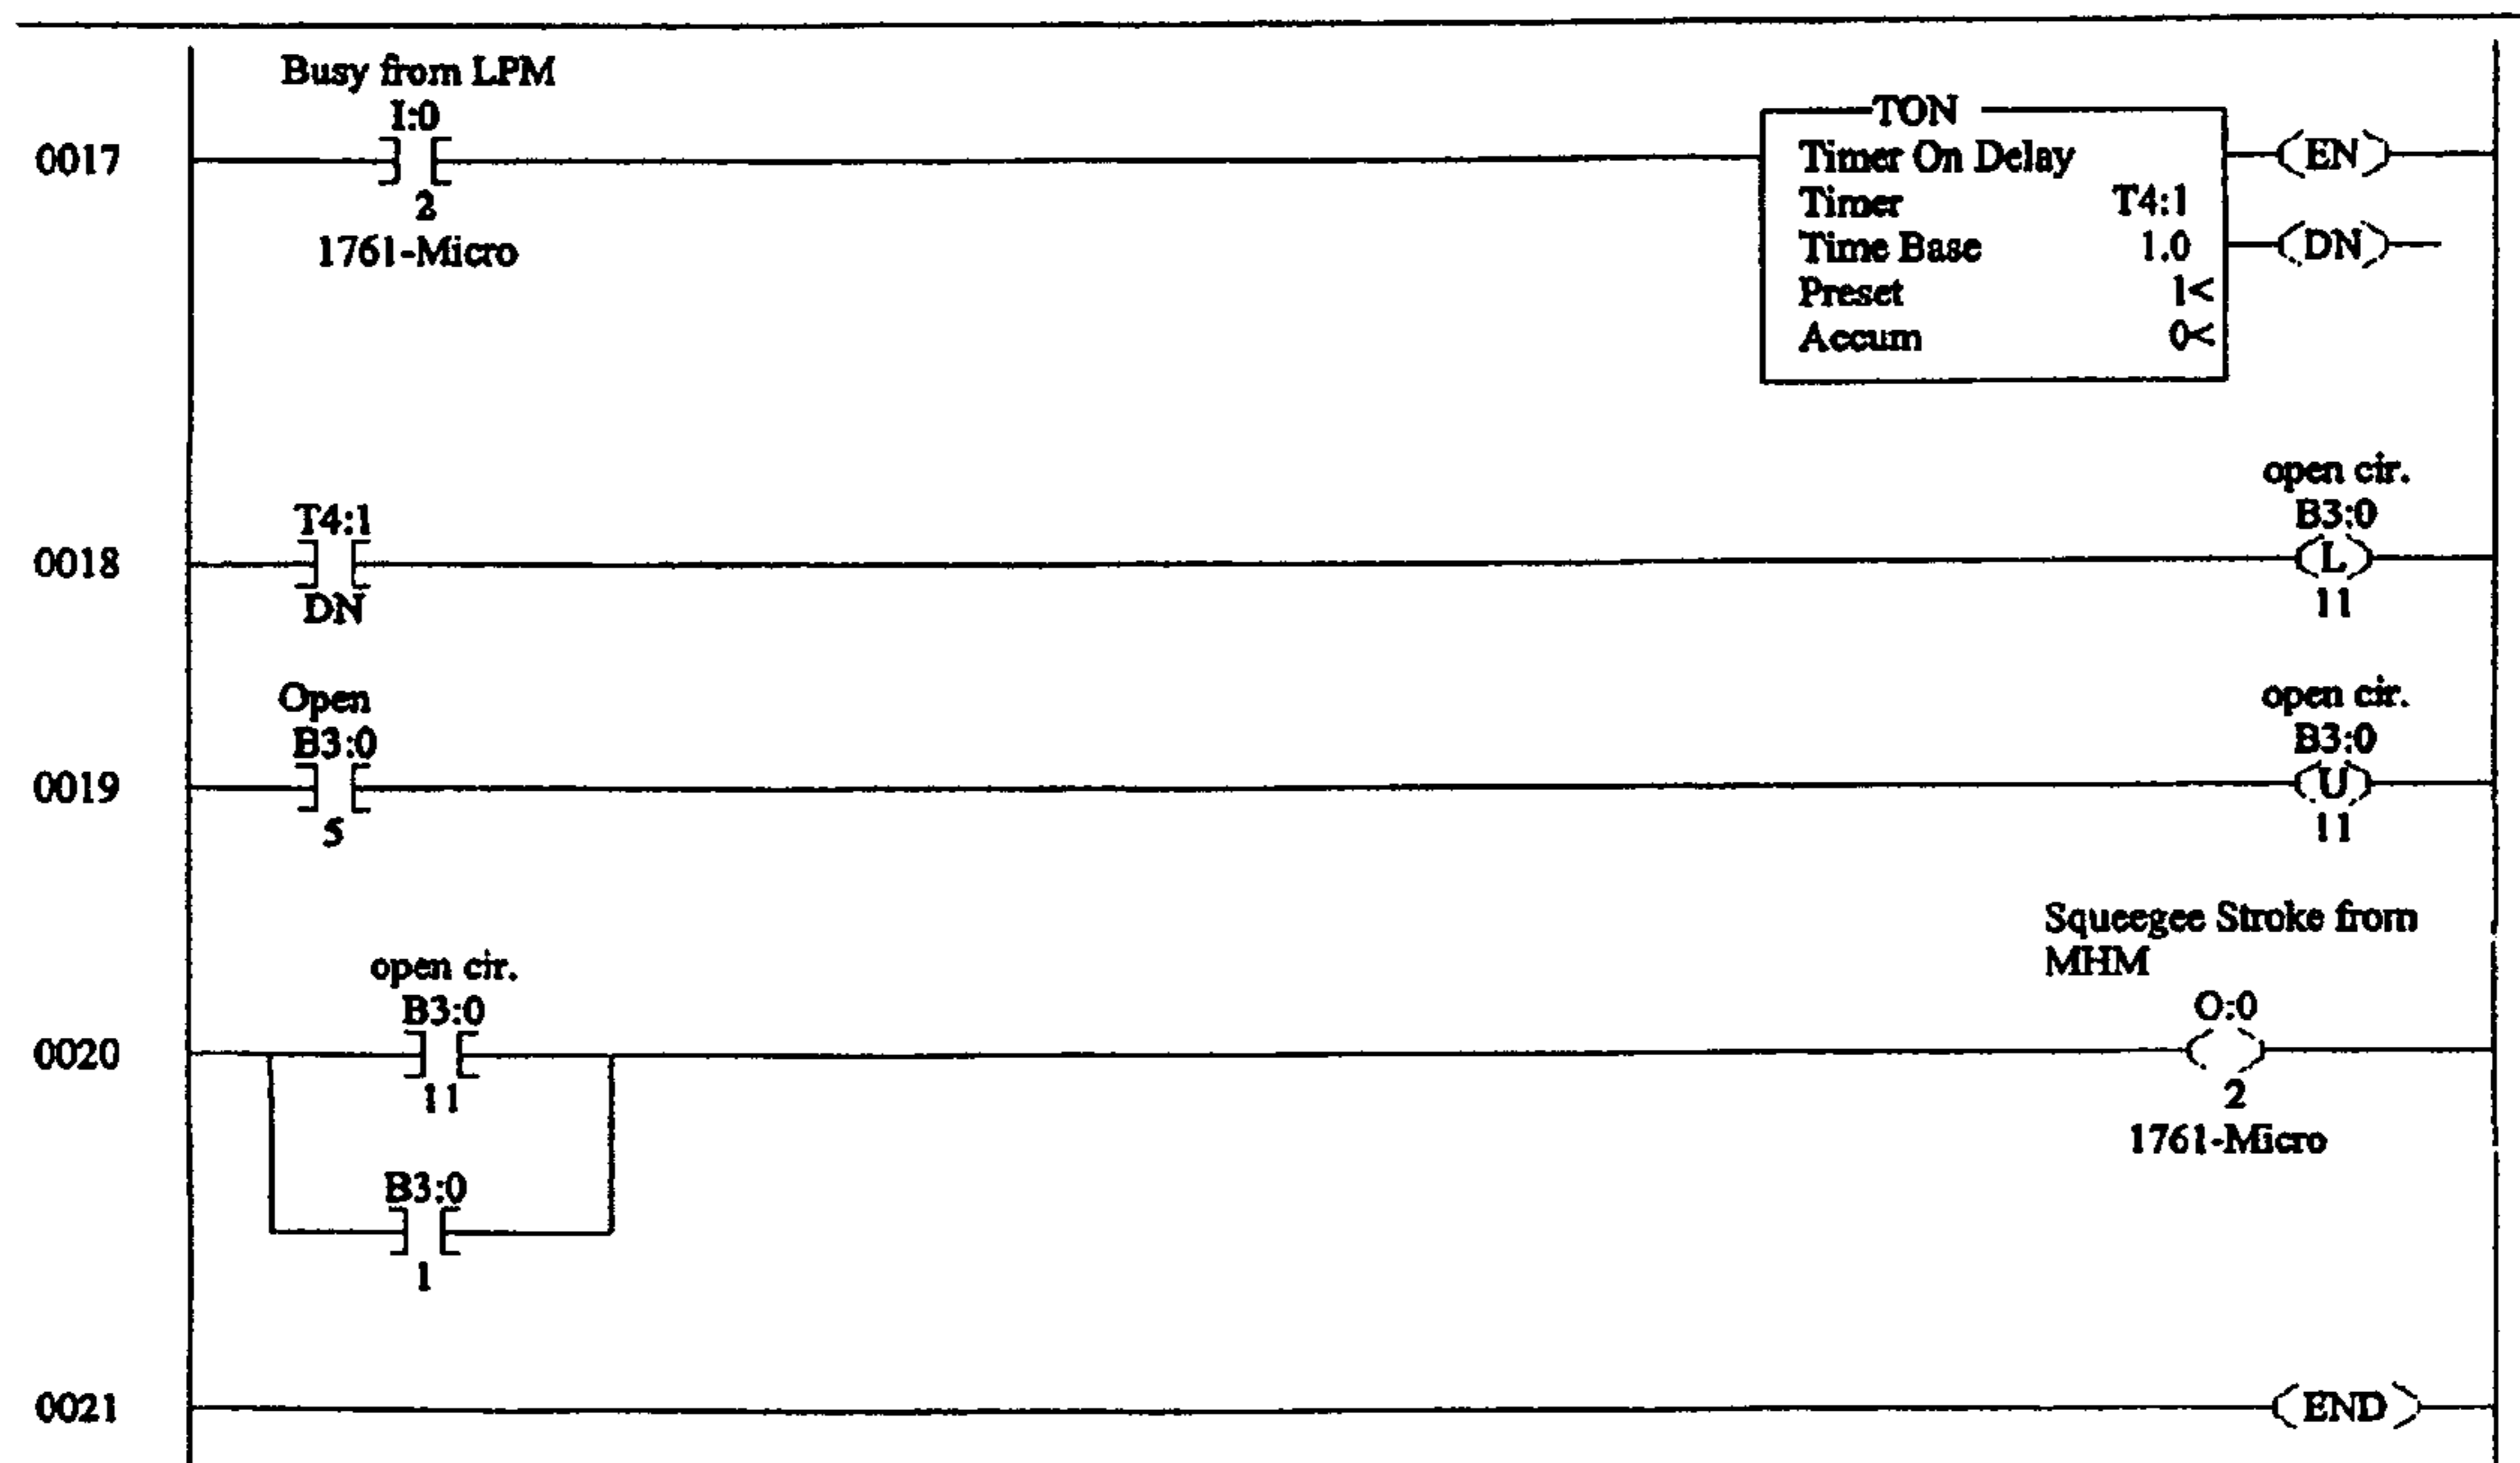 Busy from LPM
I:0
0017
2
1761-Micro
TON
Timer On Delay
Timer T4:1
Time Base 1.0
Preset 1<
Accum 0<
(EN)
(DN)
0018
T4:1
DN
open cir.
B3:0
(L)
11
0019
Open
B3:0
5
open cir.
B3:0
(U)
11
0020
open cir.
B3:0
11
B3:0
1
Squeegee Stroke from
MHM
O:0
2
1761-Micro
0021
(END)